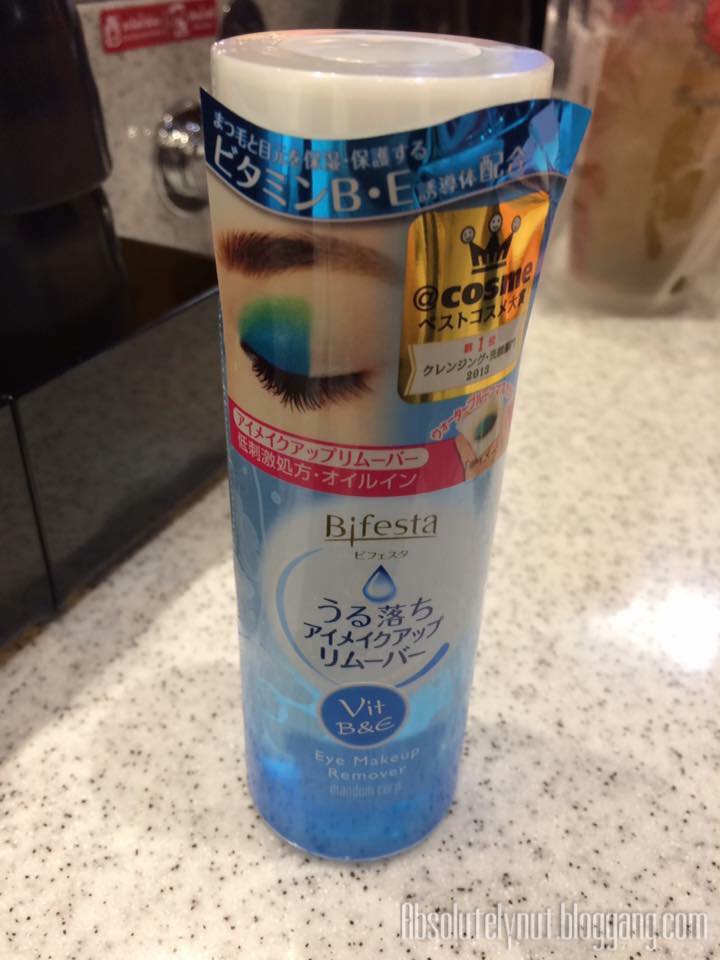 まつ毛と目元を保湿・保護する
ビタミンB・E誘導体配合
@cosme
ベストコスメ大賞
第1位
クレンジング・洗顔部門
2013
アイメイクアップリムーバー
低刺激処方・オイルイン
Bifesta
ビフェスタ
うる落ち
アイメイクアップ
リムーバー
Vit
B&E
Eye Makeup
Remover
mandom corp.
Absolutelynut.bloggang.com